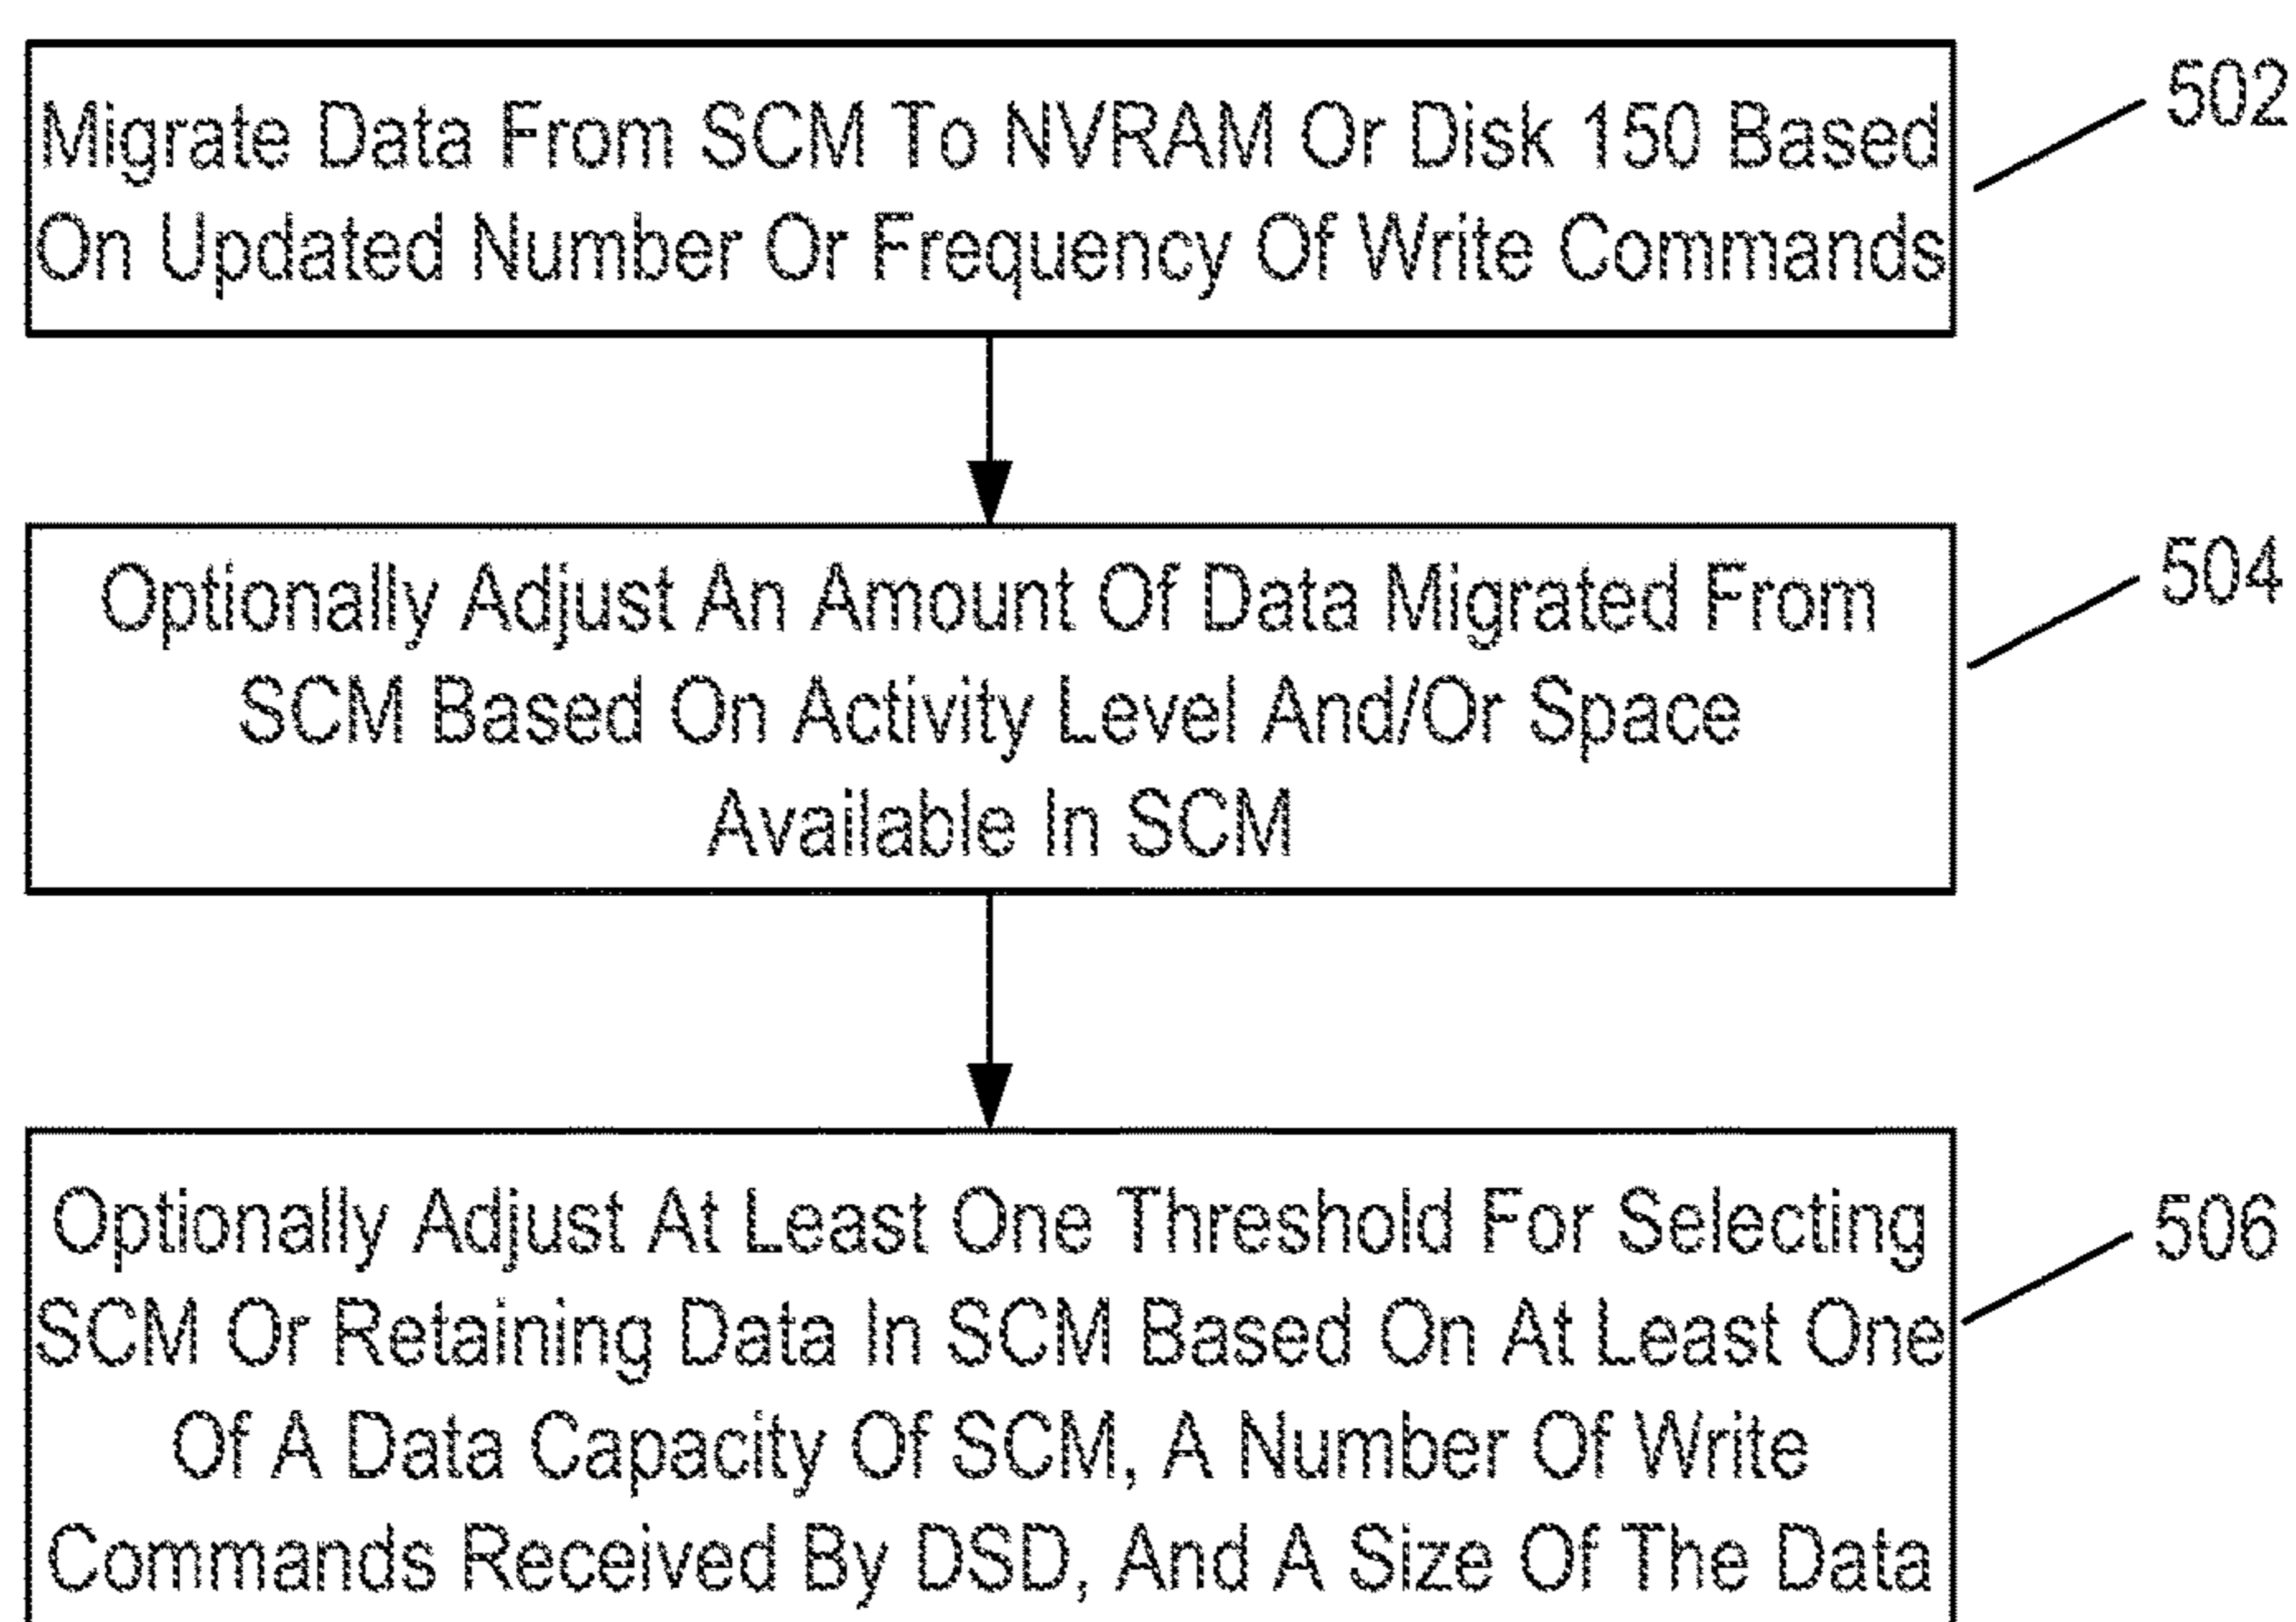 Migrate Data From SCM To NVRAM Or Disk 150 Based
On Updated Number Or Frequency Of Write Commands
502
Optionally Adjust An Amount Of Data Migrated From
SCM Based On Activity Level And/Or Space
Available In SCM
504
Optionally Adjust At Least One Threshold For Selecting
SCM Or Retaining Data In SCM Based On At Least One
Of A Data Capacity Of SCM, A Number Of Write
Commands Received By DSD, And A Size Of The Data
506